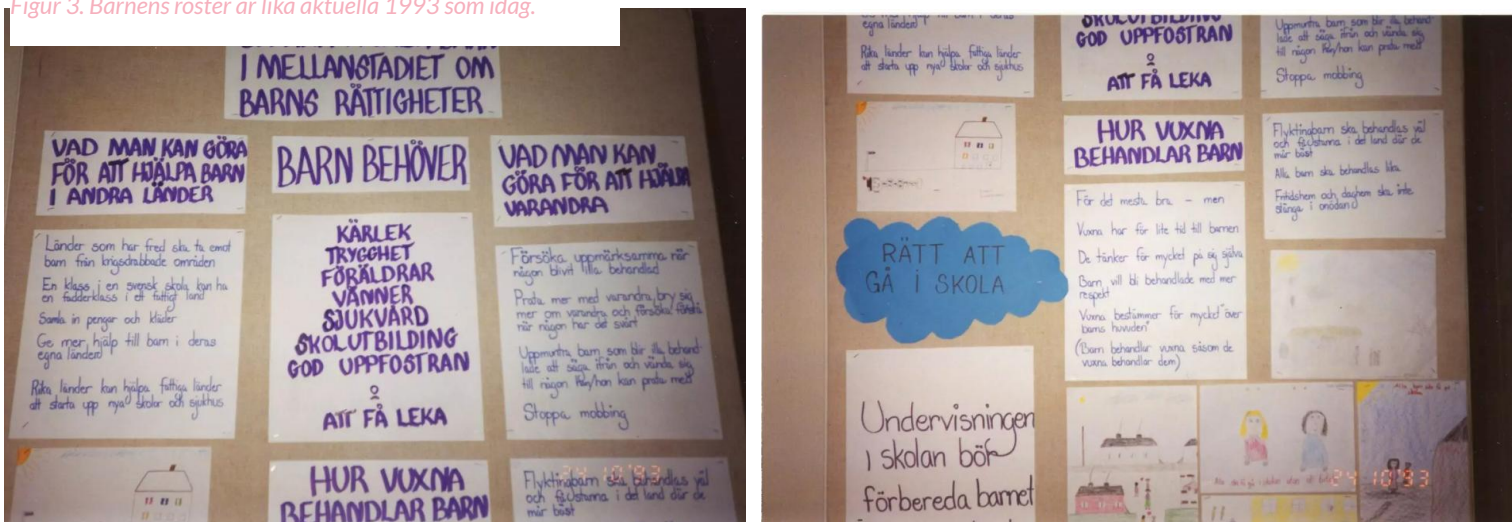 Figur 3. Barnens röster är lika aktuella 1993 som idag.
I MELLANSTADIET OM
BARNS RÄTTIGHETER
VAD MAN KAN GÖRA
FÖR ATT HJÄLPA BARN
I ANDRA LÄNDER
Länder som har fred ska ta emot
barn från krigsdrabbade områden
En klass i en svensk skola kan ha
en fadderklass i ett fattigt land
Samla in pengar och kläder
Ge mer hjälp till barn i deras
egna länder
Rika länder kan hjälpa fattiga länder
att starta upp nya skolor och sjukhus
BARN BEHÖVER
KÄRLEK
TRYGGHET
FÖRÄLDRAR
VÄNNER
SJUKVÅRD
SKOLUTBILDING
GOD UPPFOSTRAN
o
ATT FÅ LEKA
HUR VUXNA
BEHANDLAR BARN
VAD MAN KAN
GÖRA FÖR ATT HJÄLPA
VARANDRA
Försöka uppmärksamma när
någon blivit illa behandlad
Prata mer med varandra, bry sig
mer om varandra och försöka förstå
när någon har det svårt
Uppmuntra barn som blir illa behand-
lade att säga ifrån och vända sig
till någon han/hon kan prata med
Stoppa mobbing
Flyktingbarn ska behandlas väl
och få stanna i det land där de
mår bäst
24 10 '93
egna länder
Rika länder kan hjälpa fattiga länder
att starta upp nya skolor och sjukhus
RÄTT ATT
GÅ I SKOLA
Undervisningen
i skolan bör
förbereda barnet
SKOLUTBILDING
GOD UPPFOSTRAN
o
ATT FÅ LEKA
HUR VUXNA
BEHANDLAR BARN
För det mesta bra - men
Vuxna har för lite tid till barnen
De tänker för mycket på sig själva
Barn vill bli behandlade med mer
respekt
Vuxna bestämmer för mycket "över
barns huvuden"
(Barn behandlar vuxna såsom de
vuxna behandlar dem)
Uppmuntra barn som blir illa behand-
lade att säga ifrån och vända sig
till någon han/hon kan prata med
Stoppa mobbing
Flyktingbarn ska behandlas väl
och få stanna i det land där de
mår bäst
Alla barn ska behandlas lika
Fritidshem och daghem ska inte
stänga i onödan
24 10 '93